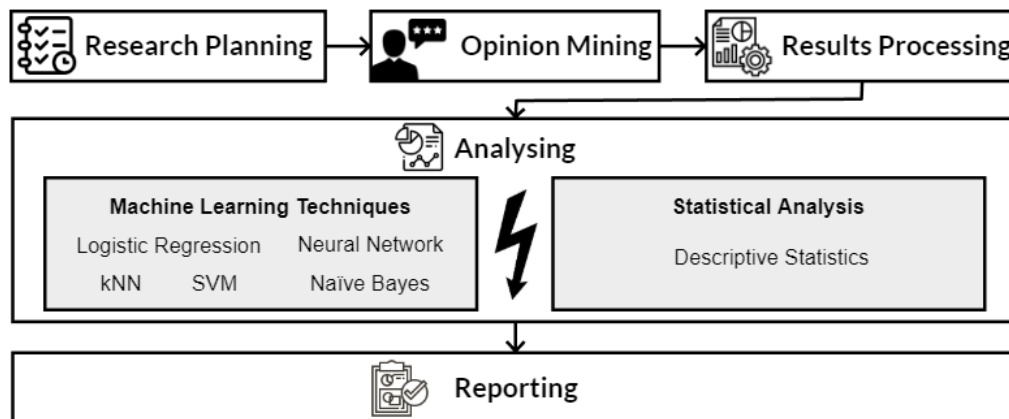 Research Planning
Opinion Mining
Results Processing
Analysing
Machine Learning Techniques
Logistic Regression
Neural Network
kNN
SVM
Naïve Bayes
Statistical Analysis
Descriptive Statistics
Reporting